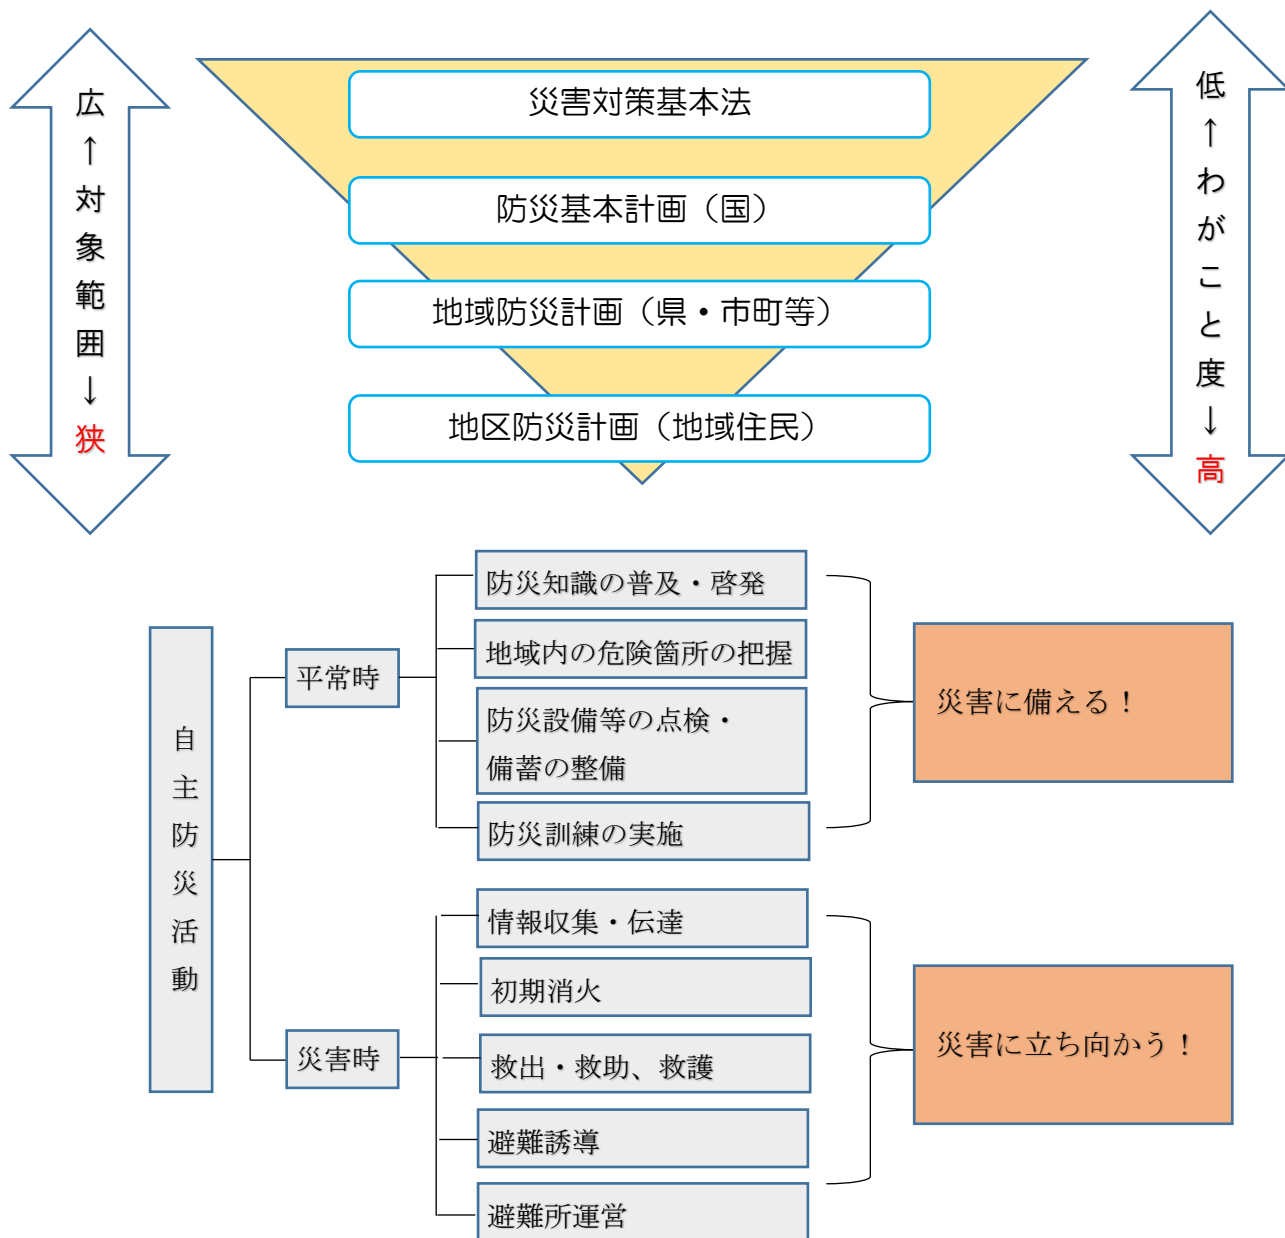 広↑対象範囲↓狭
災害対策基本法
防災基本計画（国）
地域防災計画（県・市町等）
地区防災計画（地域住民）
低↑わがこと度↓高
自主防災活動
平常時
防災知識の普及・啓発
地域内の危険箇所の把握
防災設備等の点検・
備蓄の整備
防災訓練の実施
災害に備える！
災害時
情報収集・伝達
初期消火
救出・救助、救護
避難誘導
避難所運営
災害に立ち向かう！